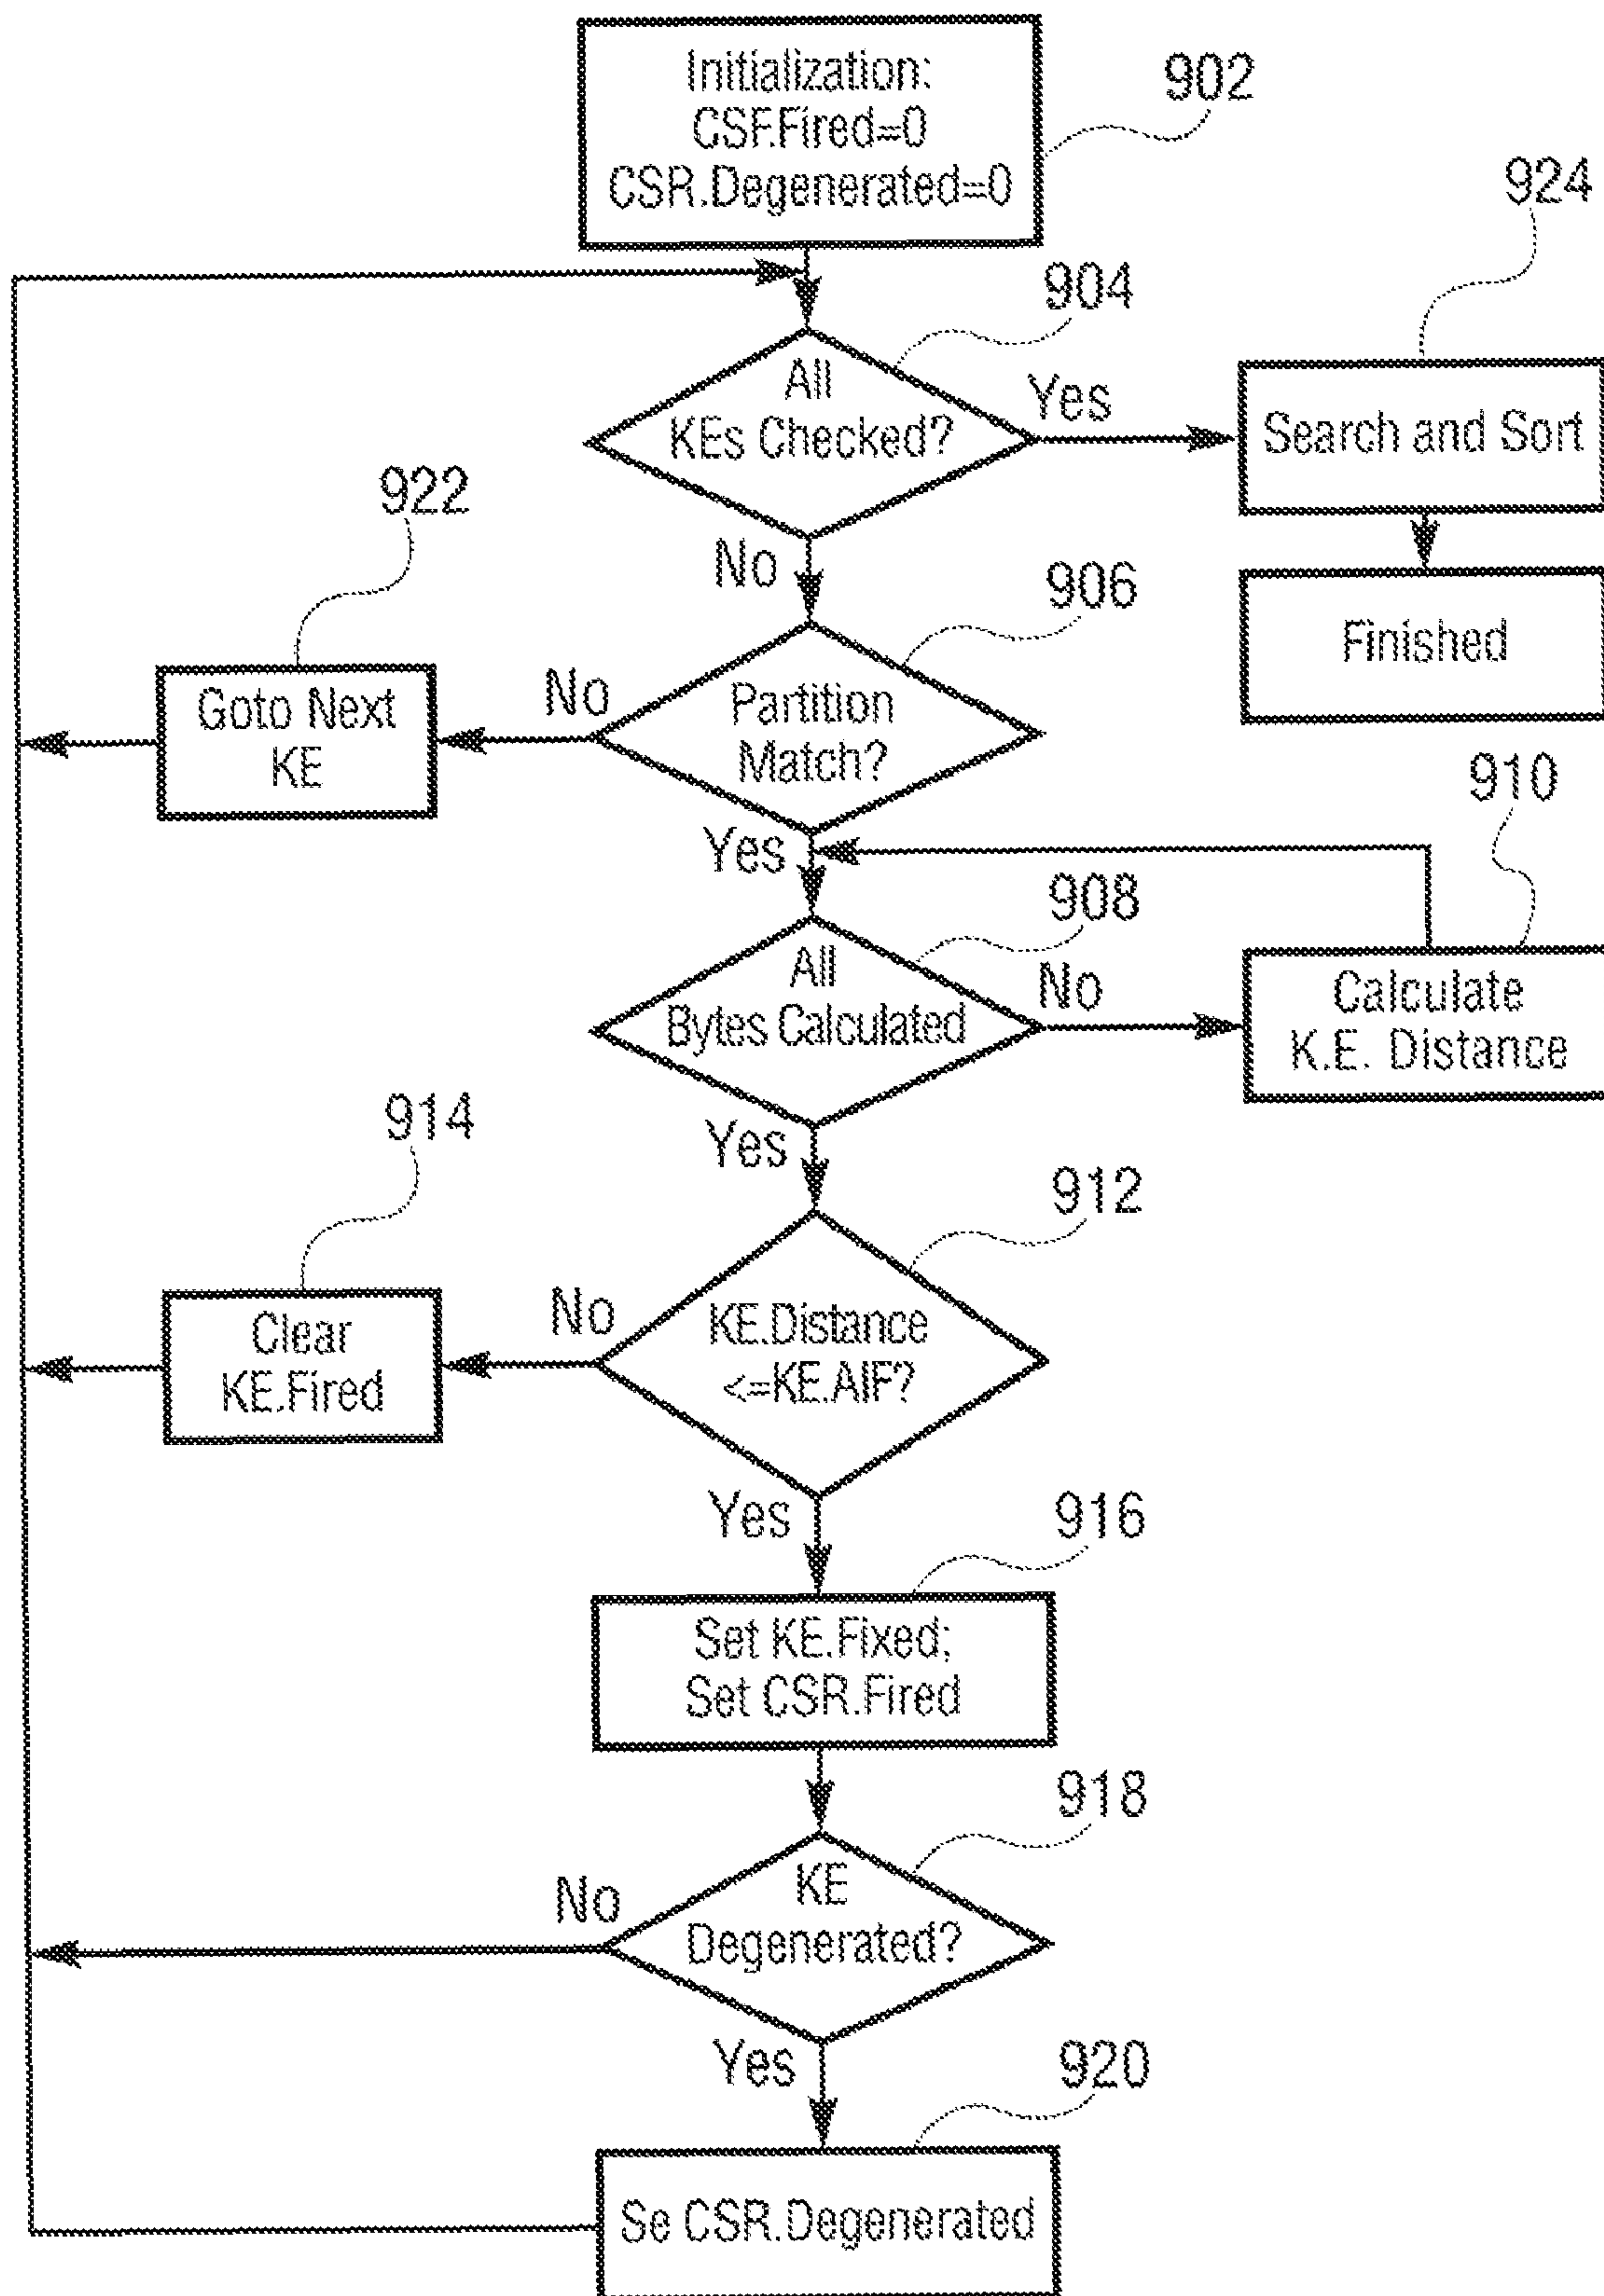 Initialization:
CSF.Fired=0
CSR.Degenerated=0
902
924
904
All
KEs Checked?
Yes
Search and Sort
922
No
906
Finished
Goto Next
KE
No
Partition
Match?
910
Yes
908
All
Bytes Calculated
No
Calculate
K.E. Distance
914
Yes
912
Clear
KE.Fired
No
KE.Distance
<=KE.AIF?
Yes
916
Set KE.Fixed;
Set CSR.Fired
918
No
KE
Degenerated?
Yes
920
Se CSR.Degenerated